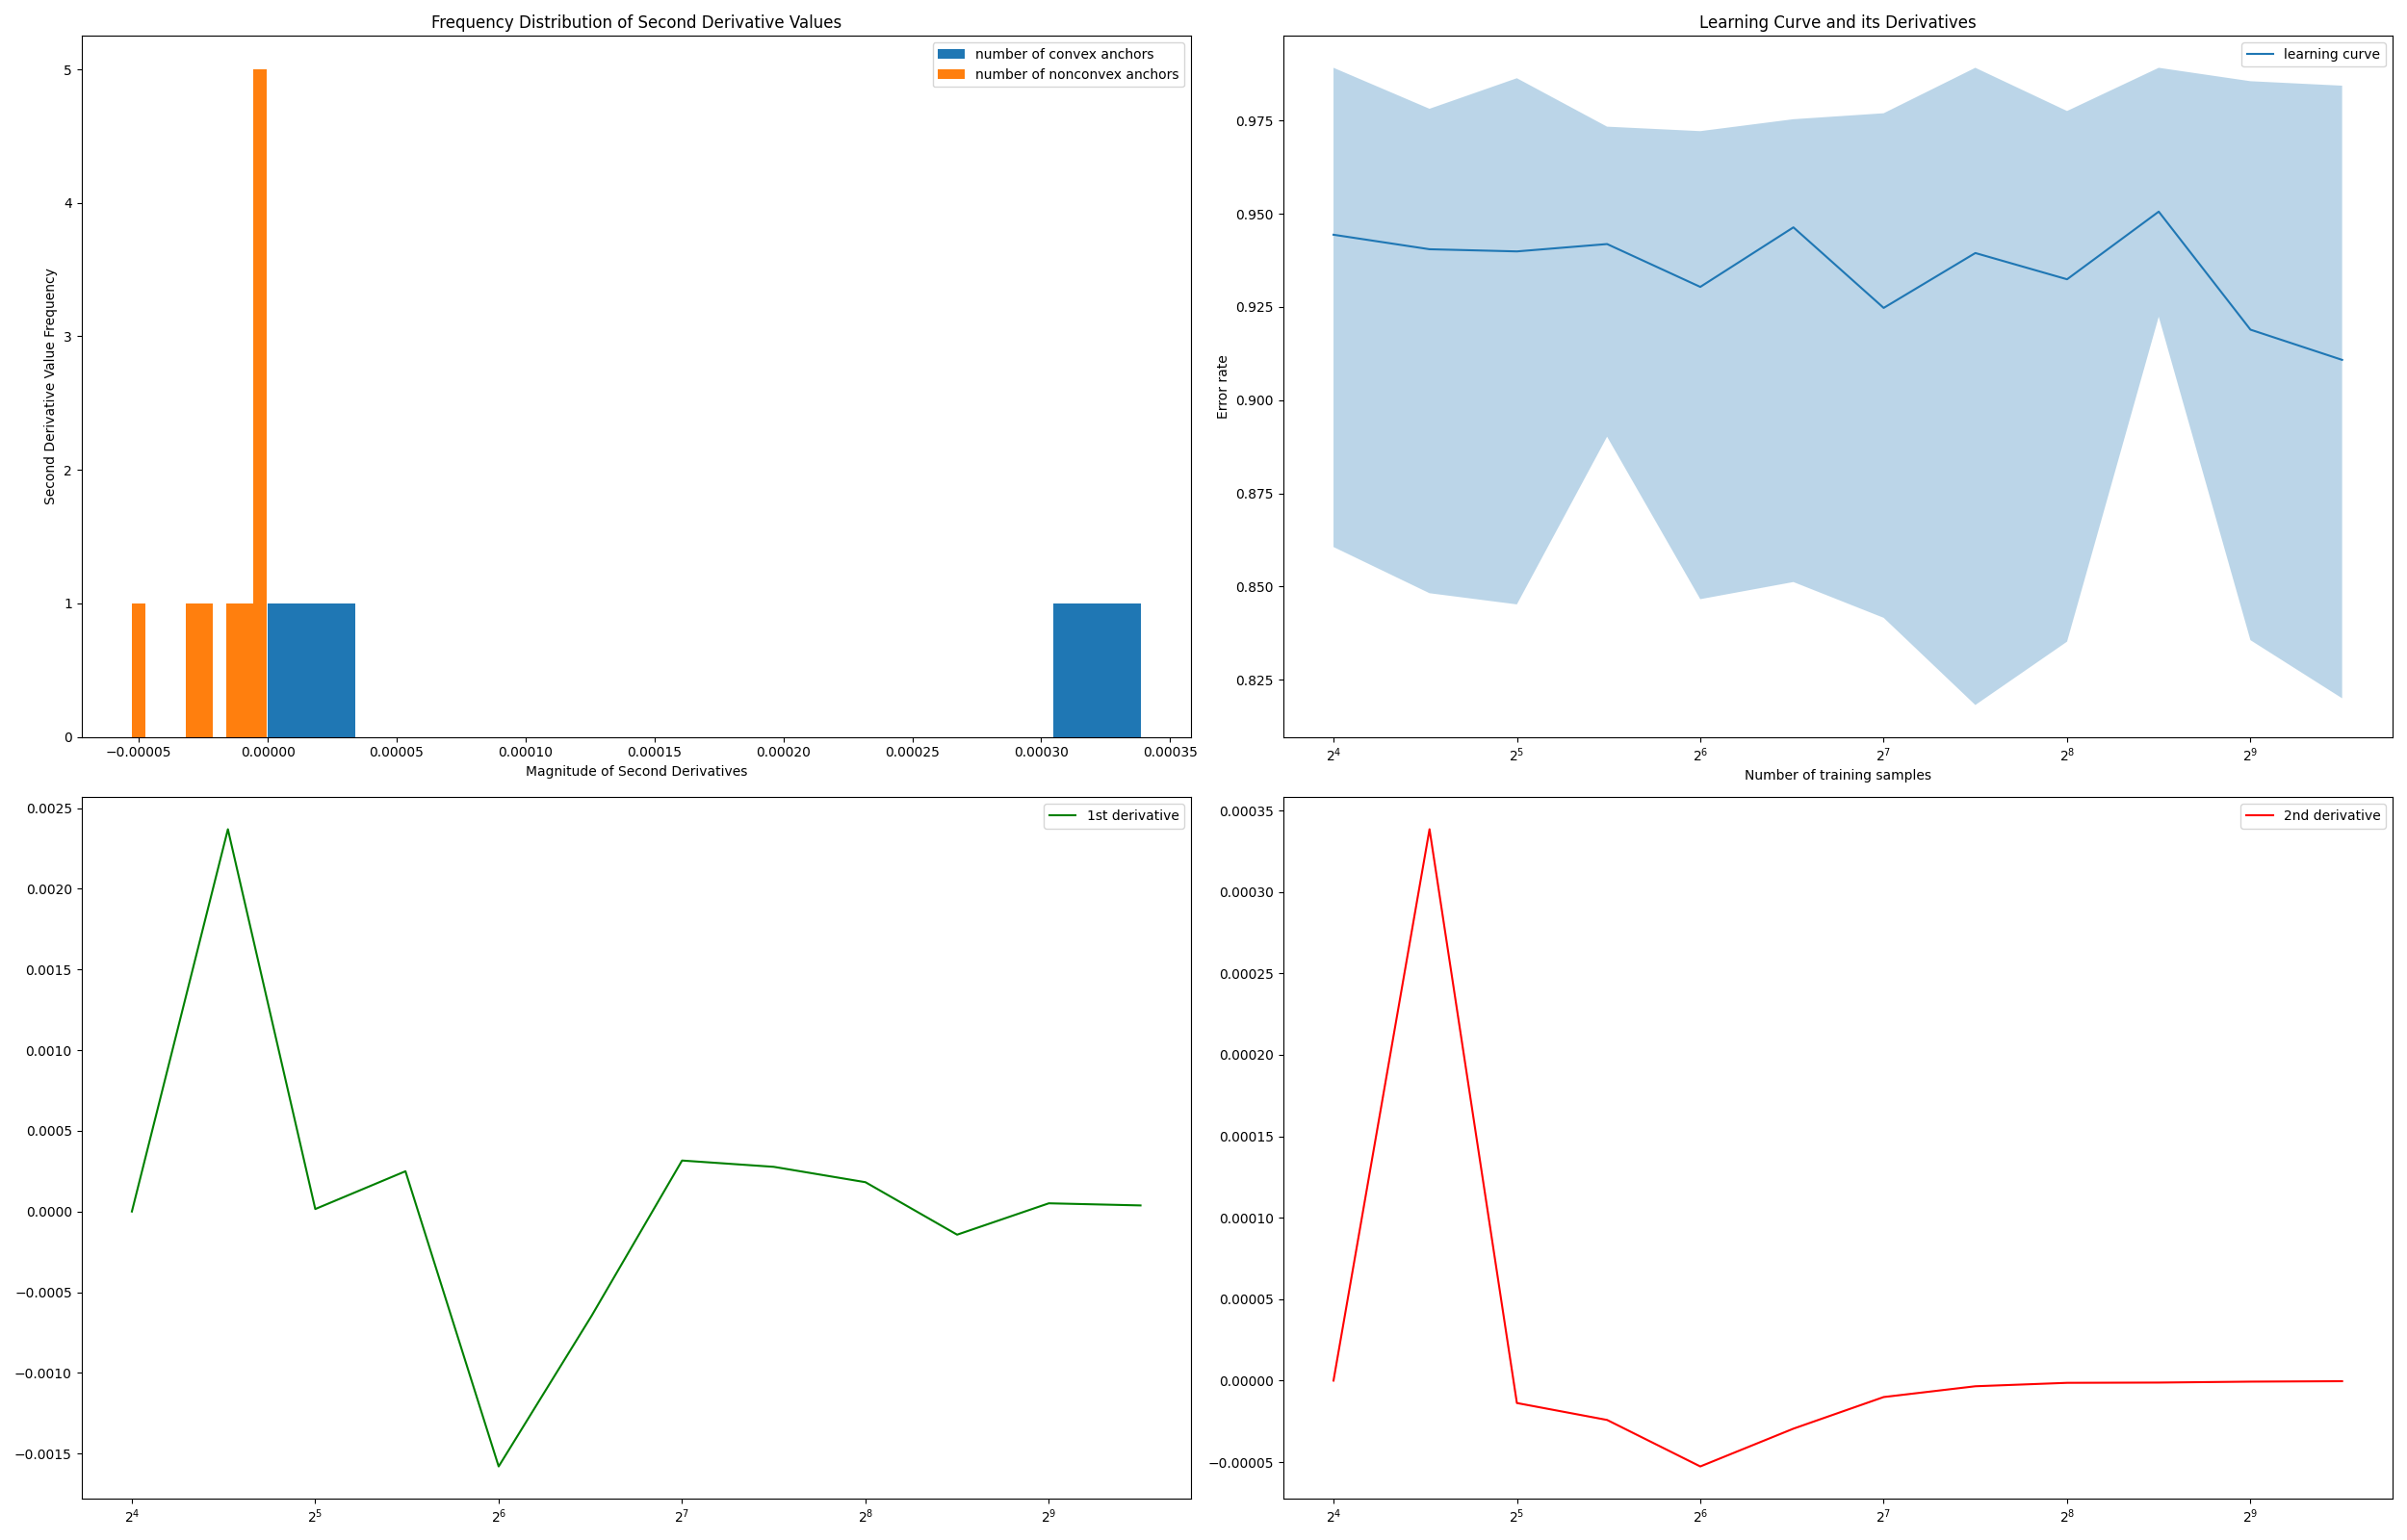 Frequency Distribution of Second Derivative Values
number of convex anchors
number of nonconvex anchors
Second Derivative Value Frequency
5
4
3
2
1
0
−0.00005 0.00000 0.00005 0.00010 0.00015 0.00020 0.00025 0.00030 0.00035
Magnitude of Second Derivatives
Learning Curve and its Derivatives
learning curve
Error rate
0.975
0.950
0.925
0.900
0.875
0.850
0.825
2⁴ 2⁵ 2⁶ 2⁷ 2⁸ 2⁹
Number of training samples
1st derivative
0.0025
0.0020
0.0015
0.0010
0.0005
0.0000
−0.0005
−0.0010
−0.0015
2⁴ 2⁵ 2⁶ 2⁷ 2⁸ 2⁹
2nd derivative
0.00035
0.00030
0.00025
0.00020
0.00015
0.00010
0.00005
0.00000
−0.00005
2⁴ 2⁵ 2⁶ 2⁷ 2⁸ 2⁹